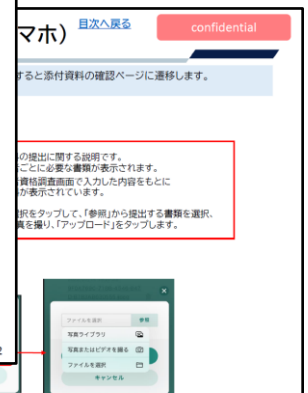 マホ)
目次へ戻る
confidential
すると添付資料の確認ページに遷移します。
の提出に関する説明です。
ごとに必要な書類が表示されます。
資格調査画面で入力した内容をもとに
が表示されています。
択をタップして、「参照」から提出する書類を選択、
真を撮り、「アップロード」をタップします。
ファイルを選択
参照
写真ライブラリ
写真またはビデオを撮る
ファイルを選択
キャンセル